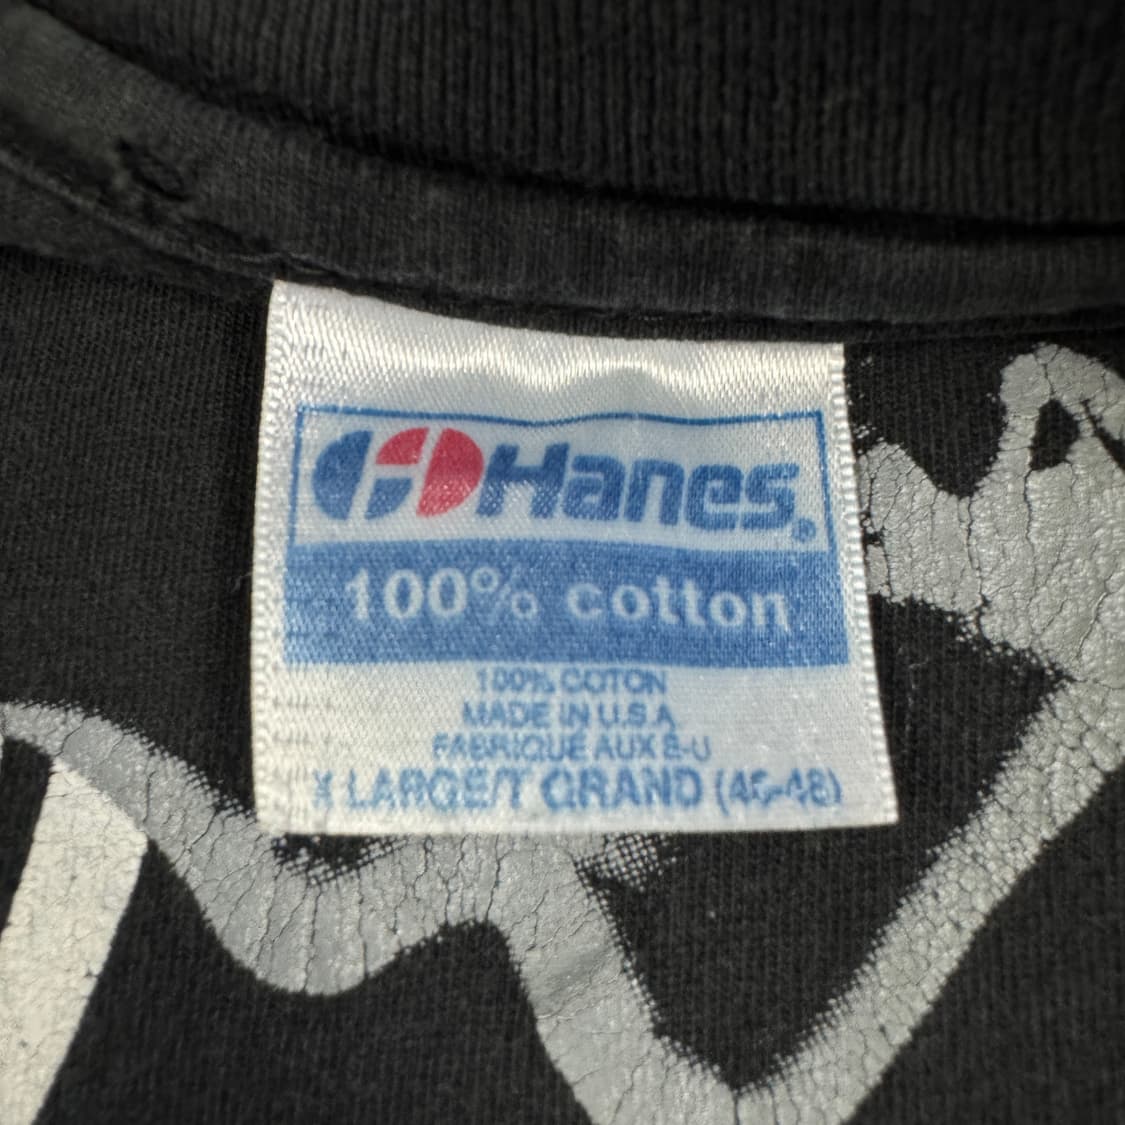 Hanes®
100% cotton
100% COTON
MADE IN U.S.A
FABRIQUÉ AUX É-U
X LARGE/T GRAND (46-48)